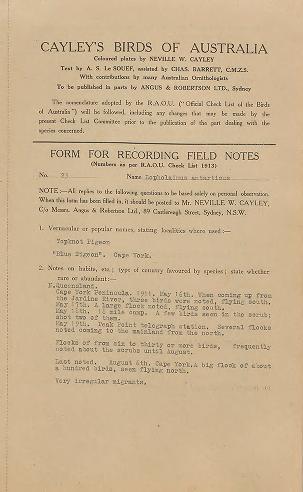 CAYLEY'S BIRDS OF AUSTRALIA
Coloured plates by NEVILLE W. CAYLEY
Text by A. S. Le SOUEF, assisted by CHAS. BARRETT, C.M.Z.S.
With contributions by many Australian Ornithologists
To be published in parts by ANGUS & ROBERTSON LTD., Sydney
The nomenclature adopted by the R.A.O.U. ("Official Check List of the Birds
of Australia") will be followed, including any changes that may be made by the
present Check List Committee prior to the publication of the part dealing with the
species concerned.
FORM FOR RECORDING FIELD NOTES
(Numbers as per R.A.O.U. Check List 1913)
No. 23 Name Lopholaimus antarticus
NOTE:—All replies to the following questions to be based solely on personal observation.
When this form has been filled in, it should be posted to Mr. NEVILLE W. CAYLEY,
C/o Messrs. Angus & Robertson Ltd., 89 Castlereagh Street, Sydney, N.S.W.
1. Vernacular or popular names, stating localities where used:—
Topknot Pigeon
"Blue Pigeon". Cape York.
2. Notes on habits, etc.; type of country favoured by species; state whether
rare or abundant:—
N.Queensland.
Cape York Peninsula, 1911, May 16th. When coming up from
the Jardine River, three birds were noted, flying south.
May 17th. A large flock noted, flying south.
May 18th. 10 mile camp. A few birds seen in the scrub;
shot two of them.
May 19th. Peak Point telegraph station. Several flocks
noted coming to the mainland from the north.
Flocks of from six to thirty or more birds, frequently
noted about the scrubs until August.
Last noted. August 6th, Cape York. A big flock of about
a hundred birds, seen flying north.
Very irregular migrants.